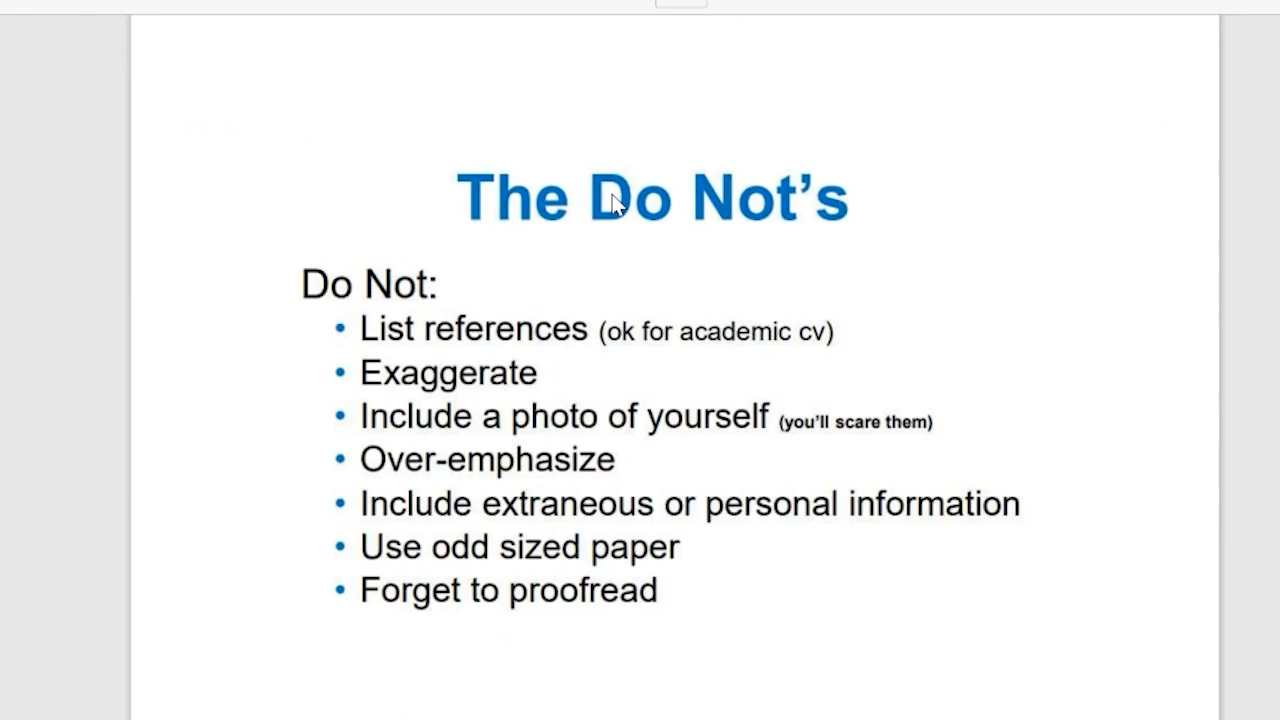 The Do Not’s
Do Not:
• List references (ok for academic cv)
• Exaggerate
• Include a photo of yourself (you’ll scare them)
• Over-emphasize
• Include extraneous or personal information
• Use odd sized paper
• Forget to proofread